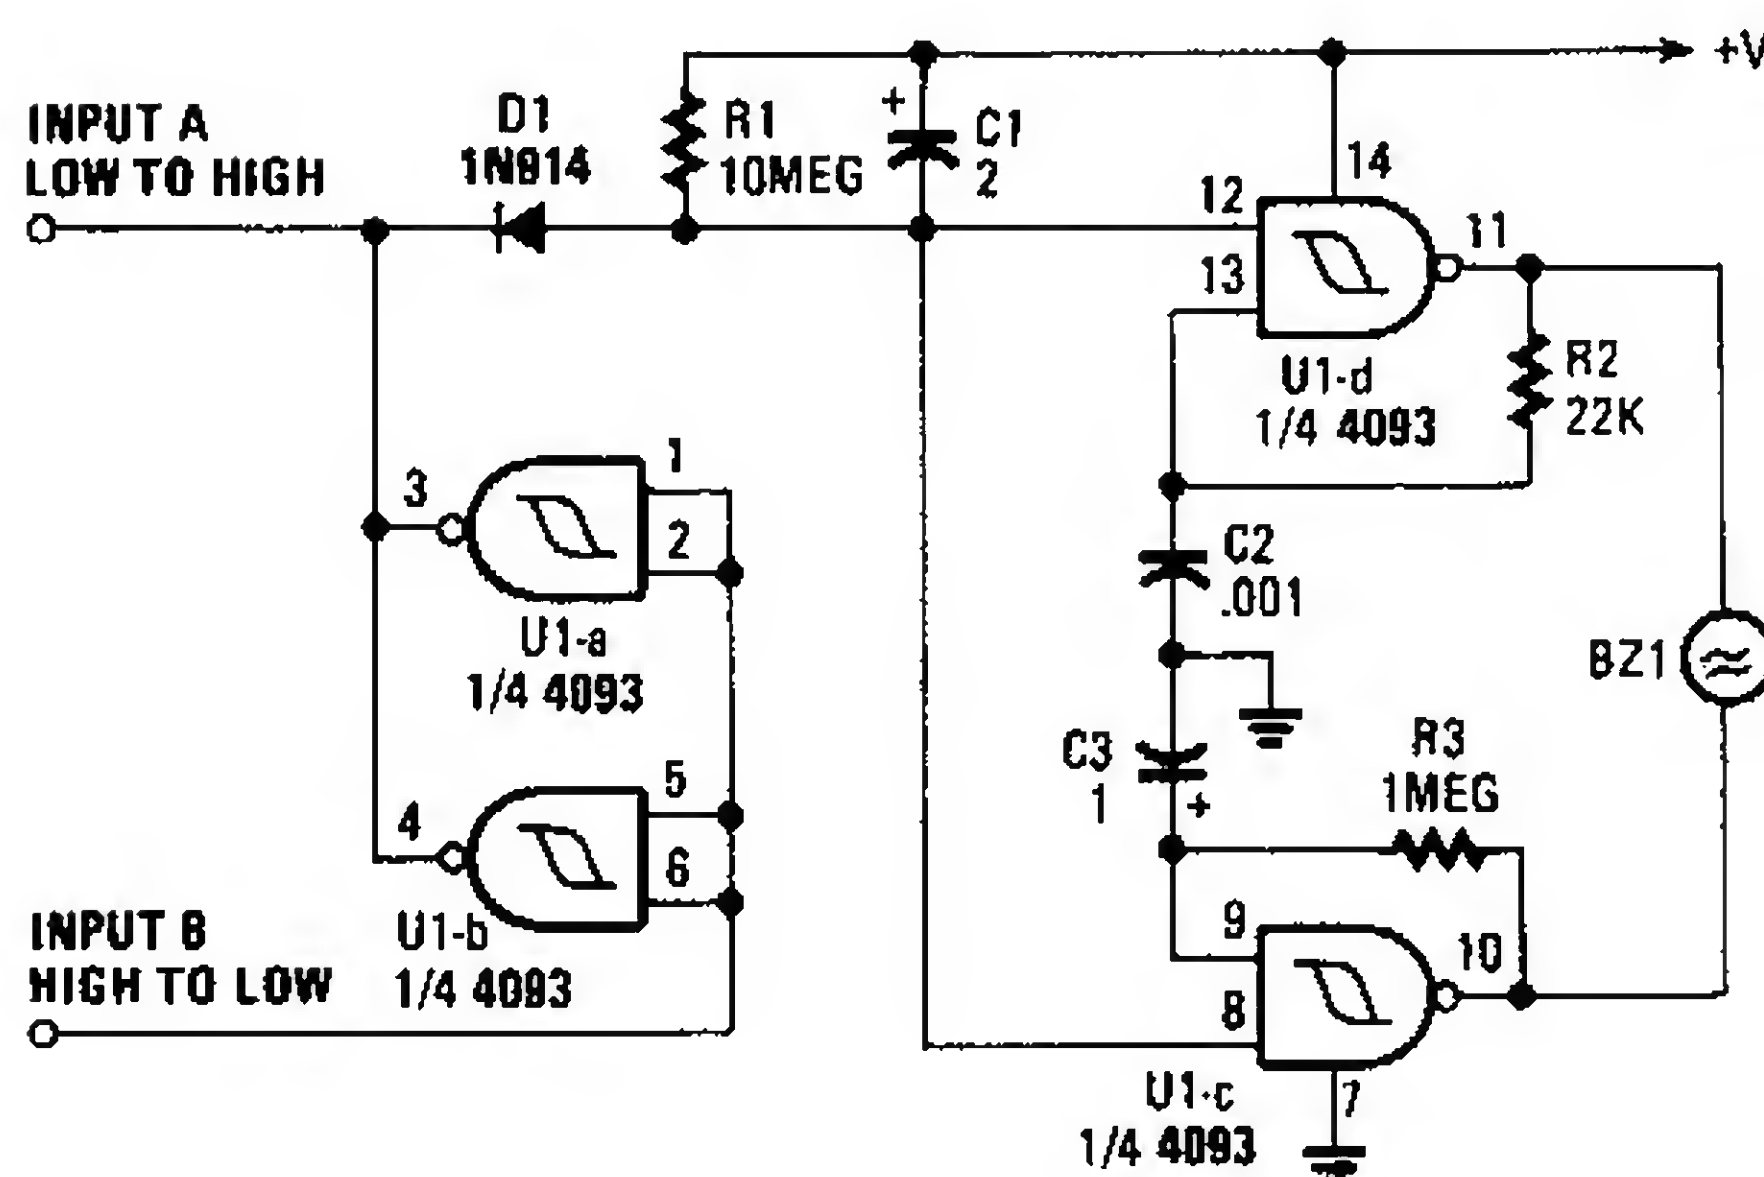 +V
INPUT A
LOW TO HIGH
D1
1N914
R1
10MEG
+
C1
2
14
12
13
11
U1-d
1/4 4093
R2
22K
3
1
2
U1-a
1/4 4093
C2
.001
BZ1
C3
1
+
R3
1MEG
4
5
6
INPUT B
HIGH TO LOW
U1-b
1/4 4093
9
8
10
U1-c
1/4 4093
7